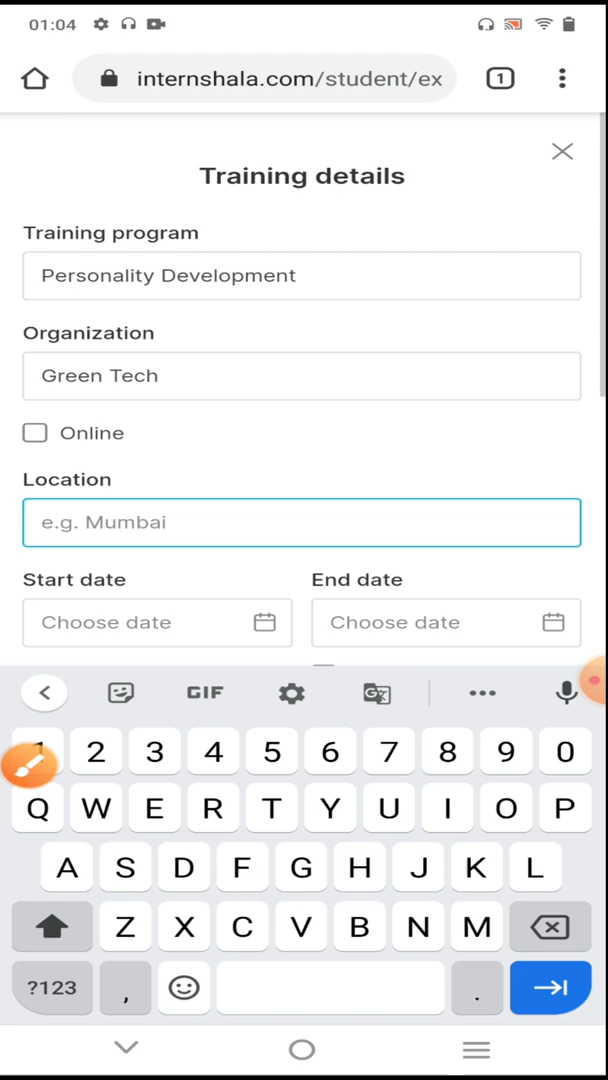 01:04
internshala.com/student/ex
1
Training details
Training program
Personality Development
Organization
Green Tech
Online
Location
e.g. Mumbai
Start date End date
Choose date Choose date
GIF
2 3 4 5 6 7 8 9 0
Q W E R T Y U I O P
A S D F G H J K L
Z X C V B N M
?123 , .